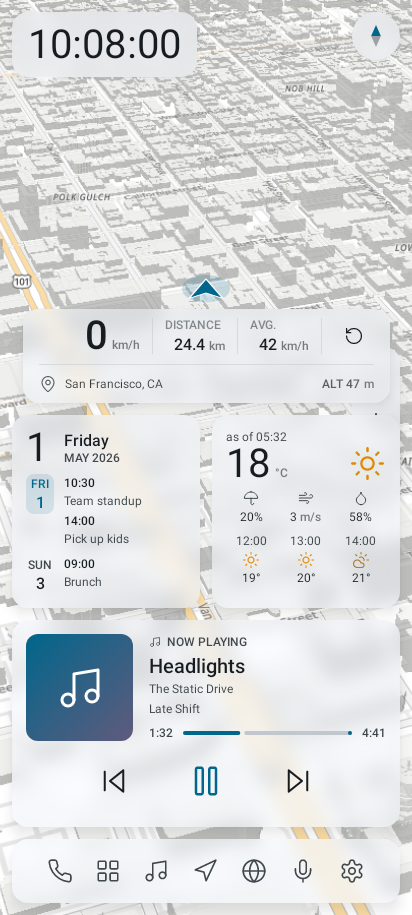 10:08:00
NOB HILL
POLK GULCH
101
0 km/h
DISTANCE
24.4 km
AVG.
42 km/h
San Francisco, CA
ALT 47 m
1
Friday
MAY 2026
FRI
1
10:30
Team standup
14:00
Pick up kids
SUN
3
09:00
Brunch
as of 05:32
18 °C
20%
3 m/s
58%
12:00
13:00
14:00
19°
20°
21°
NOW PLAYING
Headlights
The Static Drive
Late Shift
1:32
4:41